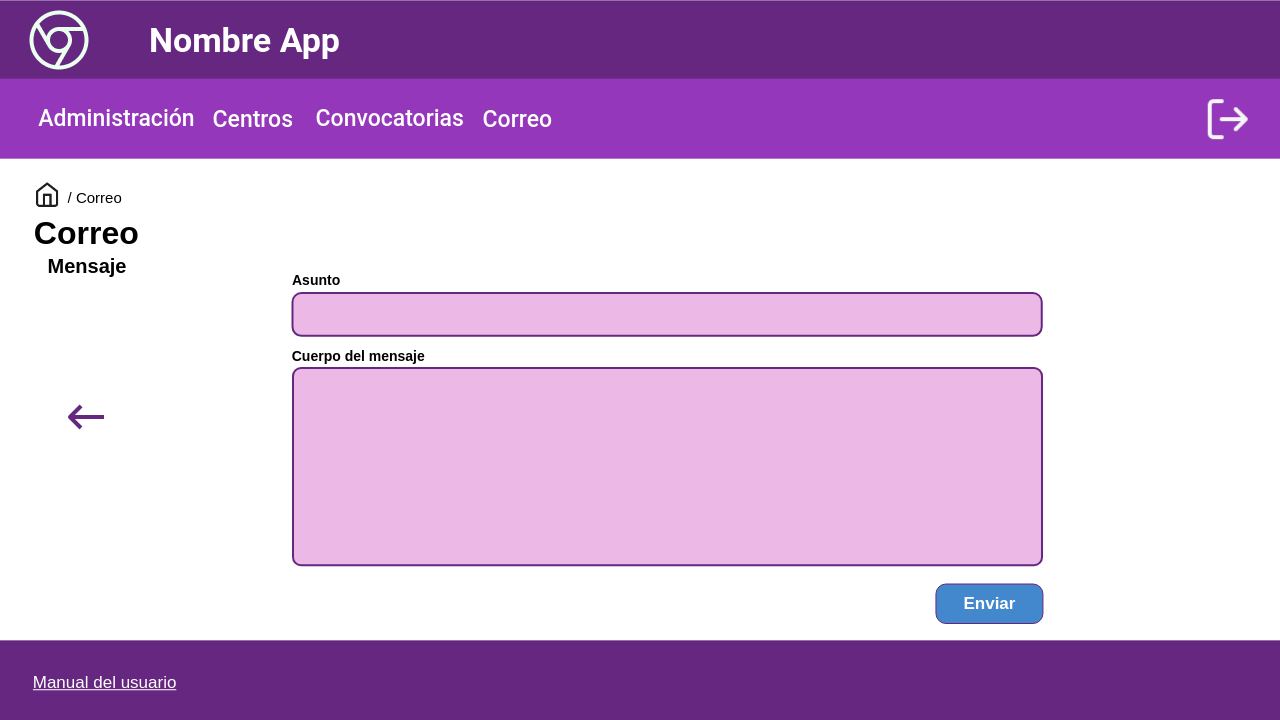 Nombre App
Administración Centros Convocatorias Correo
/ Correo
Correo
Mensaje
Asunto
Cuerpo del mensaje
Enviar
Manual del usuario